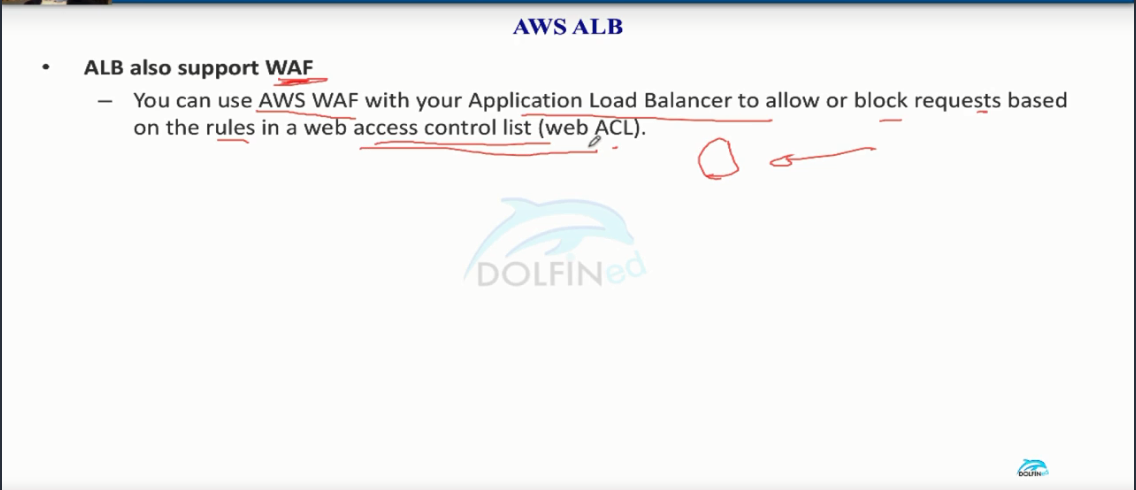 AWS ALB
• ALB also support WAF
– You can use AWS WAF with your Application Load Balancer to allow or block requests based
on the rules in a web access control list (web ACL).
DOLFINed
DOLFINed